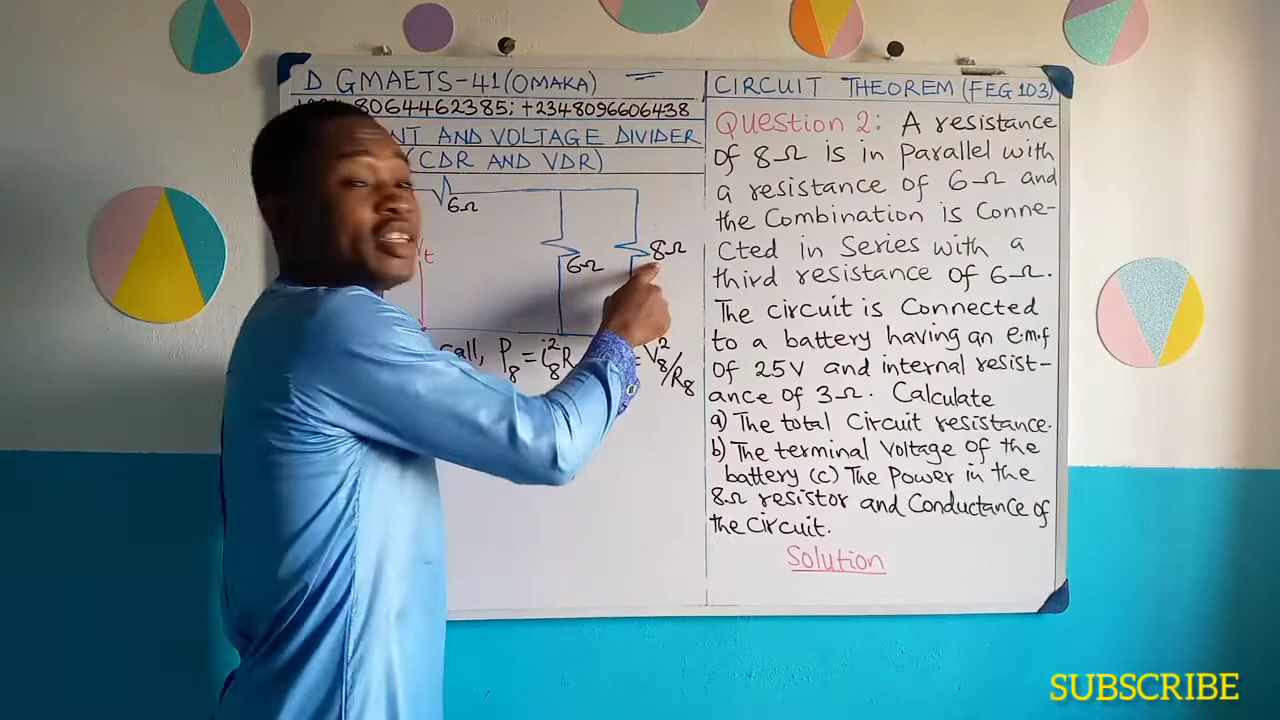 D GMAETS-41 (OMAKA)
8064462385; +2348096606438
AND VOLTAGE DIVIDER
(CDR AND VDR)
6Ω
6Ω
8Ω
t
P₈ = i₈²R
= V₈²/R₈
CIRCUIT THEOREM (FEG 103)
Question 2: A resistance
of 8Ω is in Parallel with
a resistance of 6Ω and
the Combination is Conne-
cted in Series with a
third resistance of 6Ω.
The circuit is Connected
to a battery having an e.m.f
of 25V and internal resist-
ance of 3Ω. Calculate
a) The total Circuit resistance.
b) The terminal Voltage of the
battery (c) The Power in the
8Ω resistor and Conductance of
the Circuit.
Solution
SUBSCRIBE